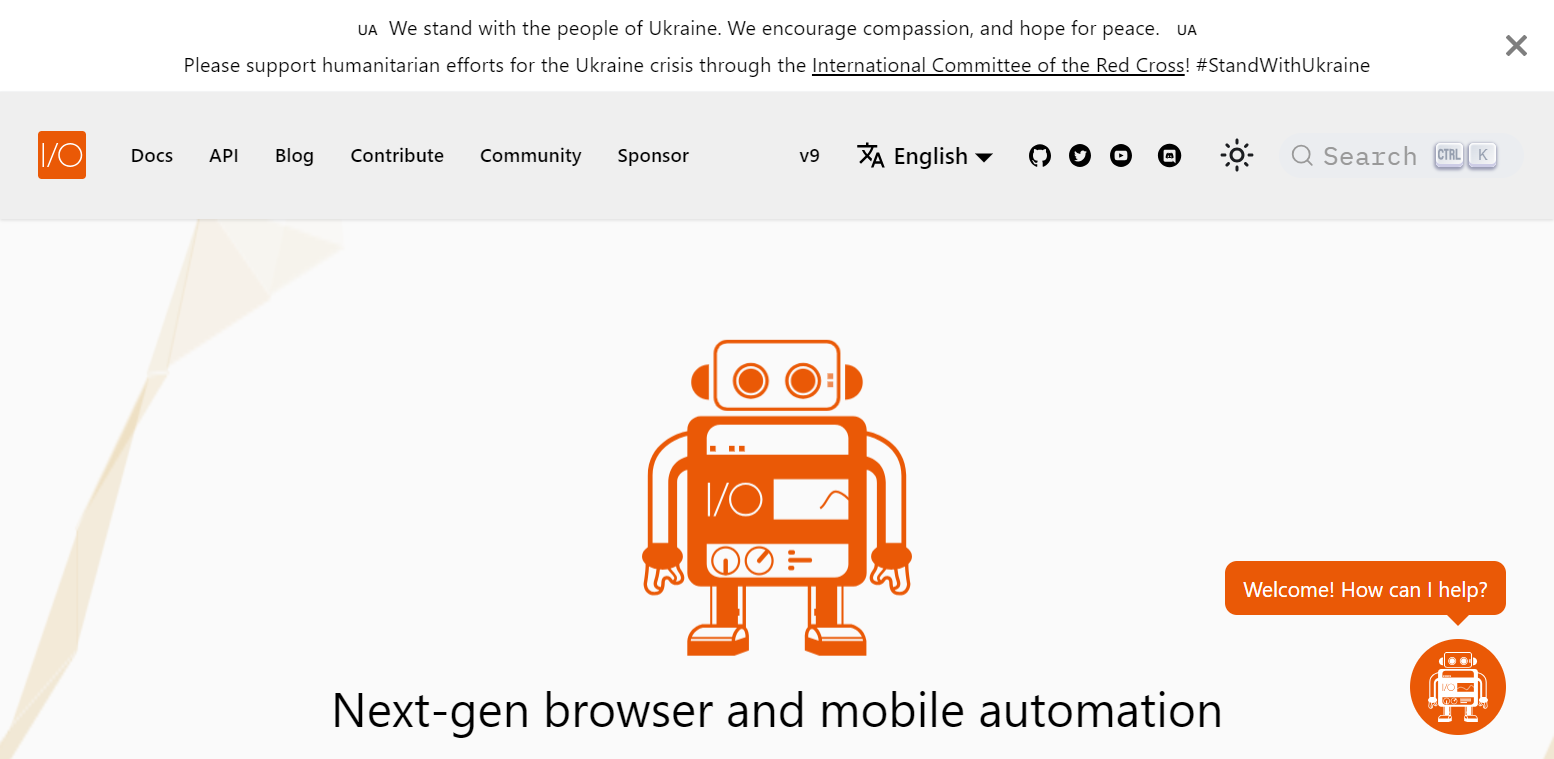 UA We stand with the people of Ukraine. We encourage compassion, and hope for peace. UA
Please support humanitarian efforts for the Ukraine crisis through the International Committee of the Red Cross! #StandWithUkraine
I/O Docs API Blog Contribute Community Sponsor v9 English Search CTRL K
I/O
Welcome! How can I help?
I/O
Next-gen browser and mobile automation